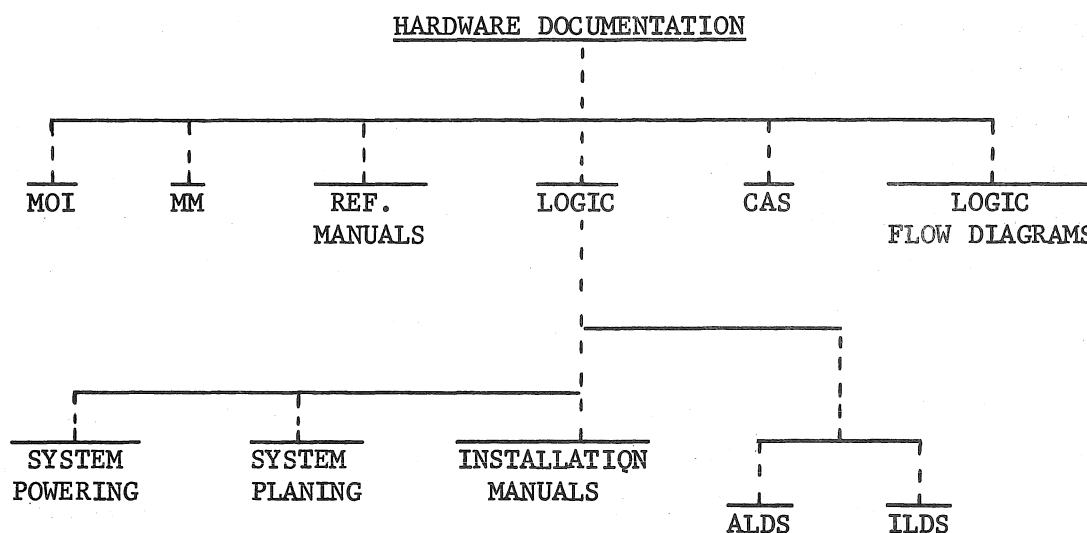 HARDWARE DOCUMENTATION
MOI
MM
REF.
MANUALS
LOGIC
CAS
LOGIC
FLOW DIAGRAMS
SYSTEM
POWERING
SYSTEM
PLANING
INSTALLATION
MANUALS
ALDS
ILDS